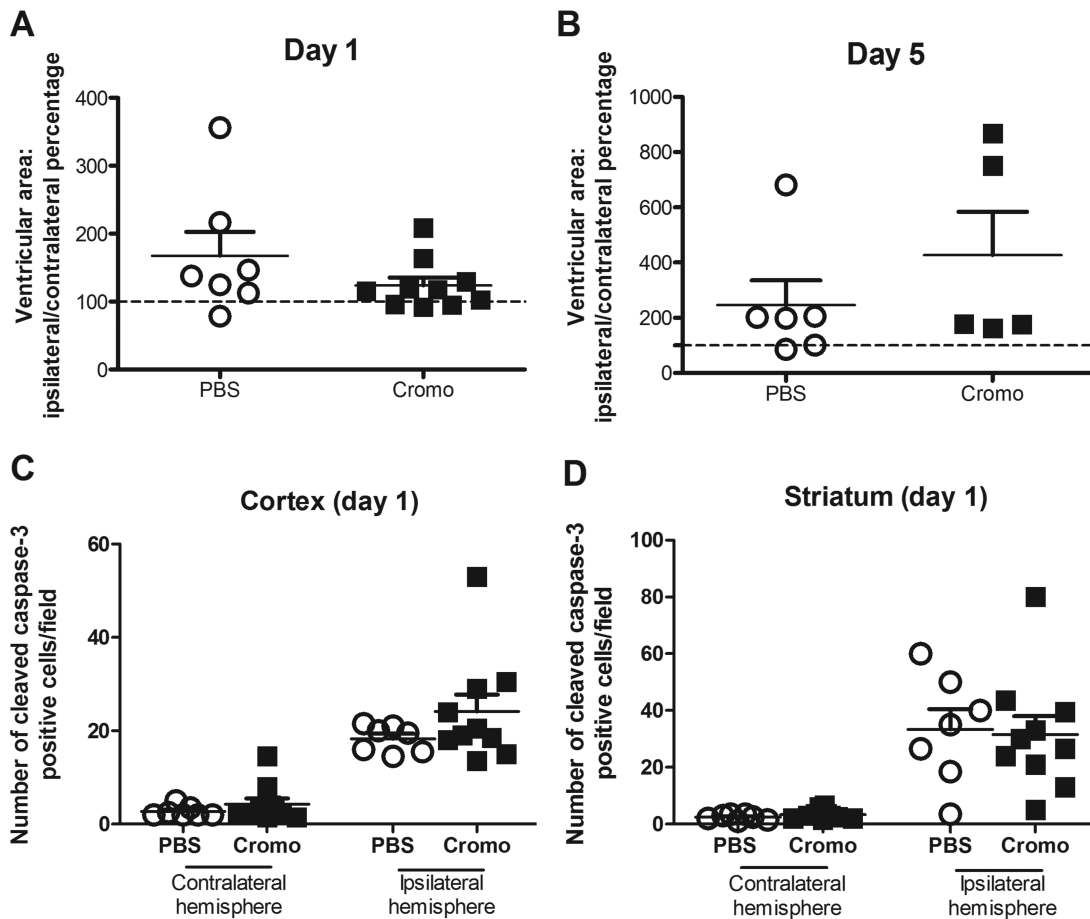 A
Day 1
Ventricular area:
ipsilateral/contralateral percentage
400
300
200
100
0
PBS
Cromo
B
Day 5
Ventricular area:
ipsilateral/contralateral percentage
1000
800
600
400
200
0
PBS
Cromo
C
Cortex (day 1)
Number of cleaved caspase-3
positive cells/field
60
40
20
0
PBS
Cromo
PBS
Cromo
Contralateral
hemisphere
Ipsilateral
hemisphere
D
Striatum (day 1)
Number of cleaved caspase-3
positive cells/field
100
80
60
40
20
0
PBS
Cromo
PBS
Cromo
Contralateral
hemisphere
Ipsilateral
hemisphere